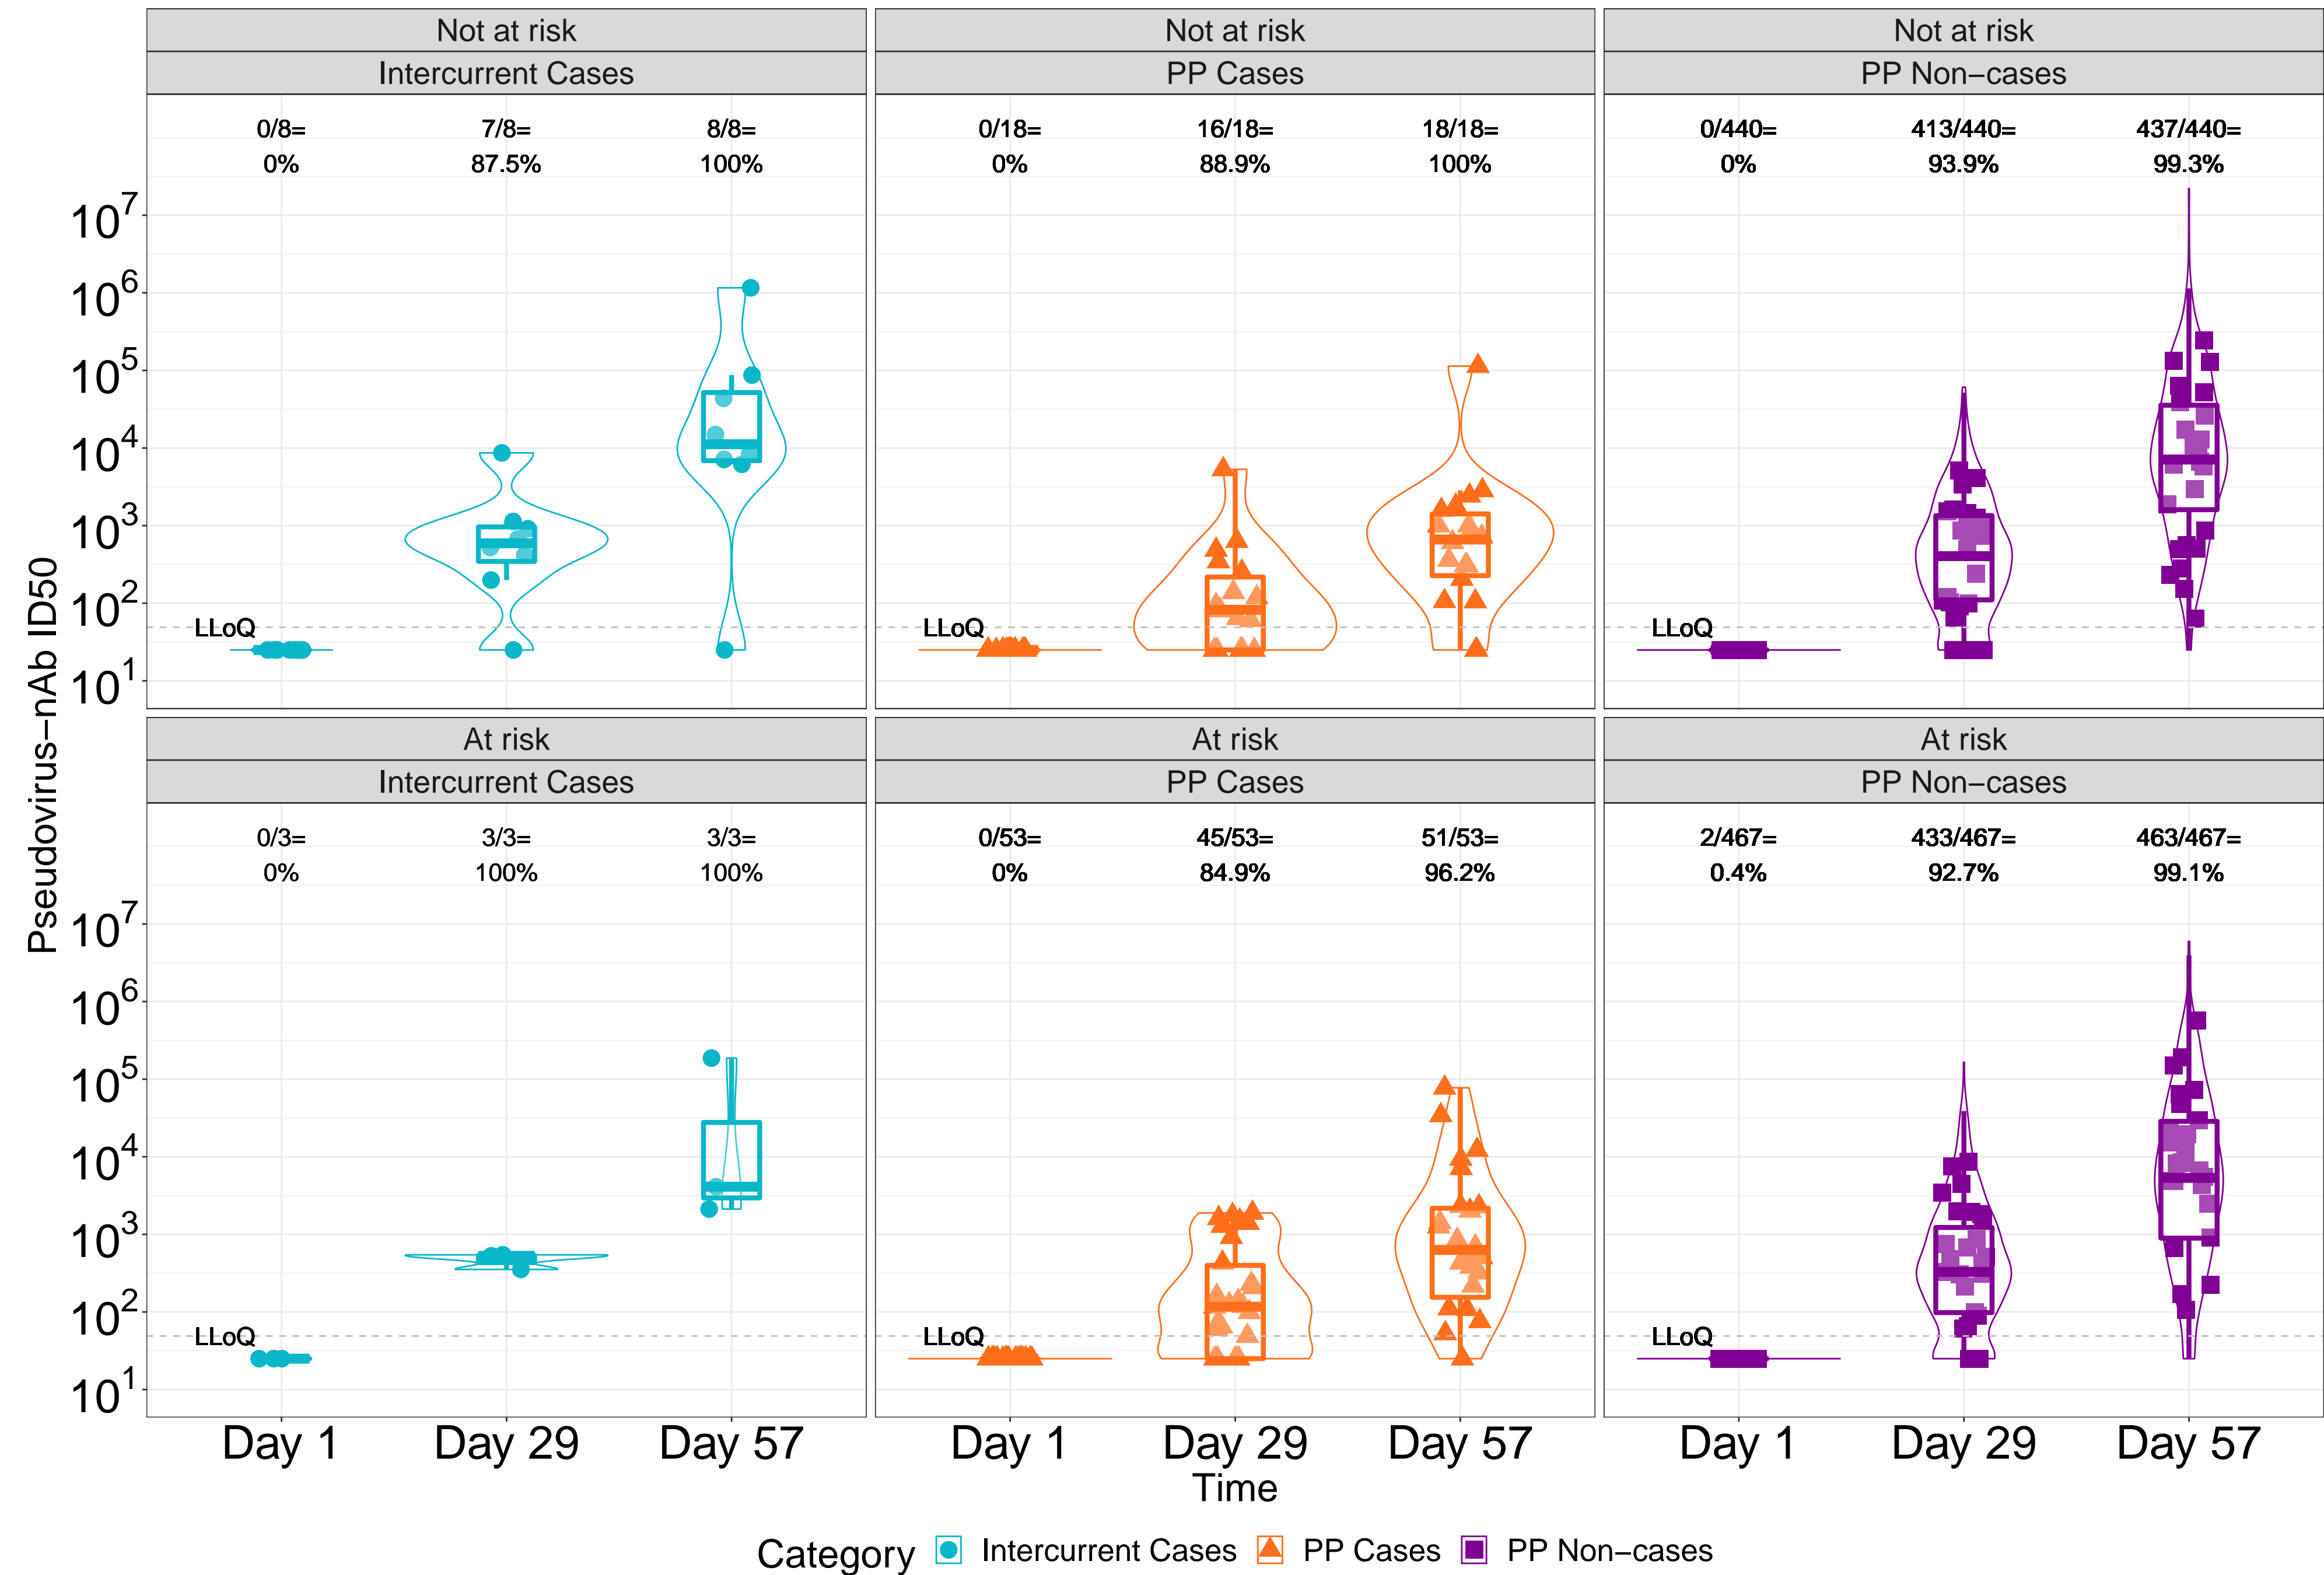 Not at risk
Not at risk
Not at risk
Intercurrent Cases
PP Cases
PP Non−cases
0/8=
0%
7/8=
87.5%
8/8=
100%
0/18=
0%
16/18=
88.9%
18/18=
100%
0/440=
0%
413/440=
93.9%
437/440=
99.3%
10^7
10^6
10^5
10^4
10^3
10^2
10^1
LLoQ
LLoQ
LLoQ
Pseudovirus−nAb ID50
At risk
At risk
At risk
Intercurrent Cases
PP Cases
PP Non−cases
0/3=
0%
3/3=
100%
3/3=
100%
0/53=
0%
45/53=
84.9%
51/53=
96.2%
2/467=
0.4%
433/467=
92.7%
463/467=
99.1%
10^7
10^6
10^5
10^4
10^3
10^2
10^1
LLoQ
LLoQ
LLoQ
Day 1
Day 29
Day 57
Day 1
Day 29
Day 57
Day 1
Day 29
Day 57
Time
Category
Intercurrent Cases
PP Cases
PP Non−cases